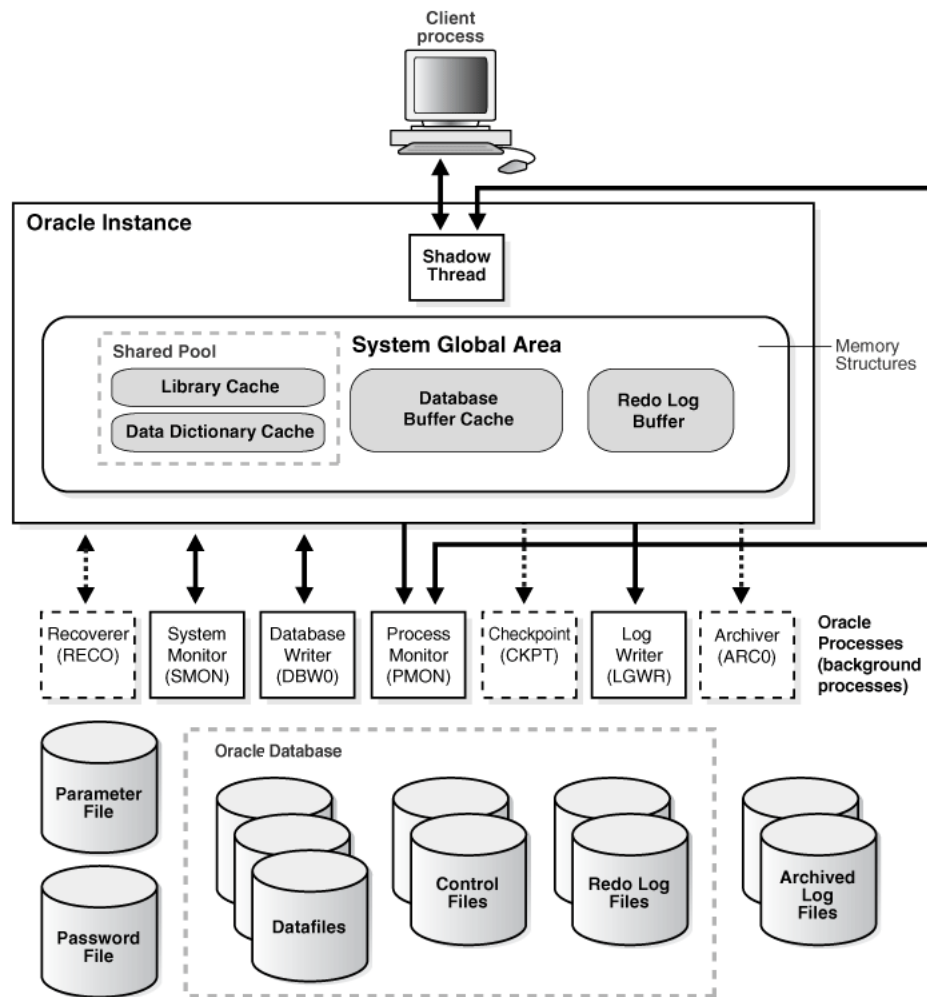 Client
process
Oracle Instance
Shadow
Thread
Shared Pool
System Global Area
Memory
Structures
Library Cache
Data Dictionary Cache
Database
Buffer Cache
Redo Log
Buffer
Recoverer
(RECO)
System
Monitor
(SMON)
Database
Writer
(DBW0)
Process
Monitor
(PMON)
Checkpoint
(CKPT)
Log
Writer
(LGWR)
Archiver
(ARC0)
Oracle
Processes
(background
processes)
Parameter
File
Password
File
Oracle Database
Datafiles
Control
Files
Redo Log
Files
Archived
Log
Files